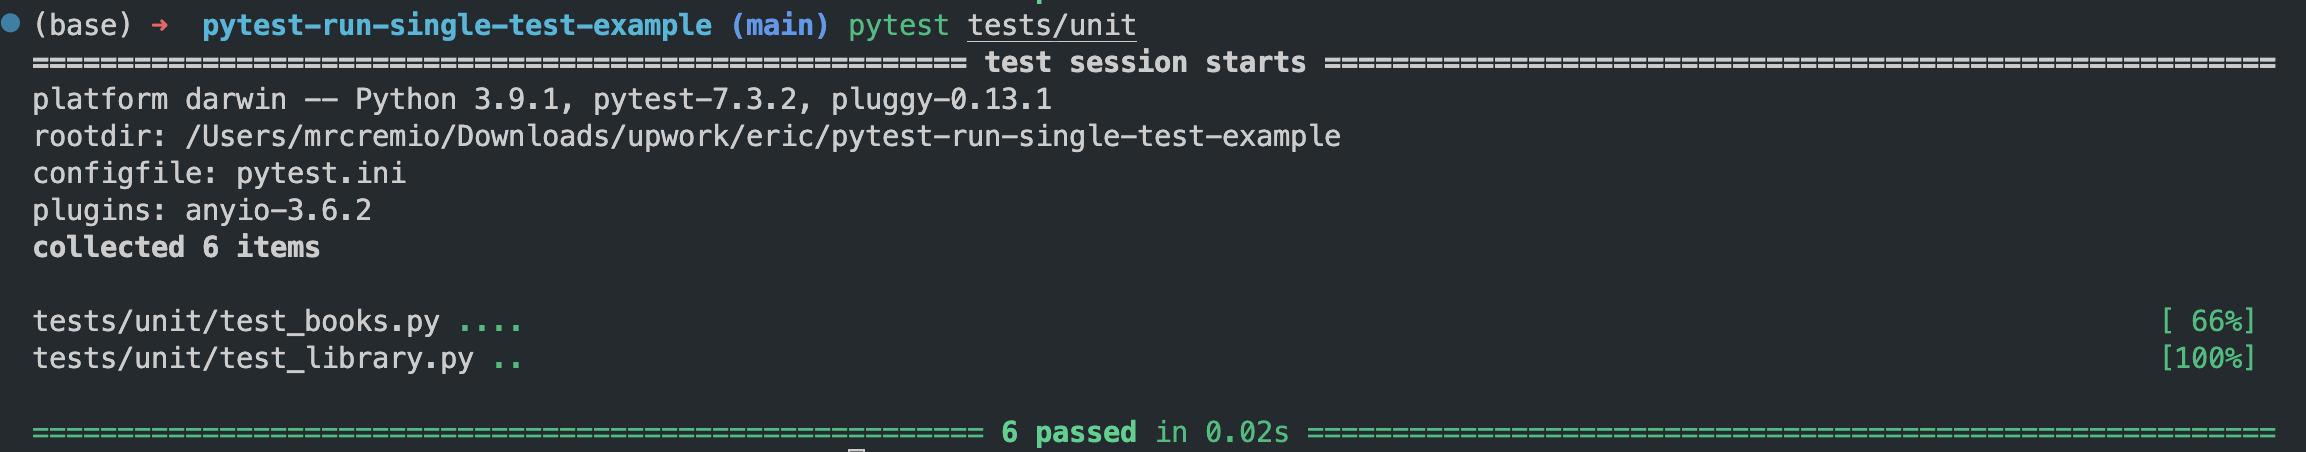 (base) ➜ pytest-run-single-test-example (main) pytest tests/unit
======================================================= test session starts ========================================================
platform darwin -- Python 3.9.1, pytest-7.3.2, pluggy-0.13.1
rootdir: /Users/mrcremio/Downloads/upwork/eric/pytest-run-single-test-example
configfile: pytest.ini
plugins: anyio-3.6.2
collected 6 items
tests/unit/test_books.py .... [ 66%]
tests/unit/test_library.py .. [100%]
======================================================== 6 passed in 0.02s =========================================================